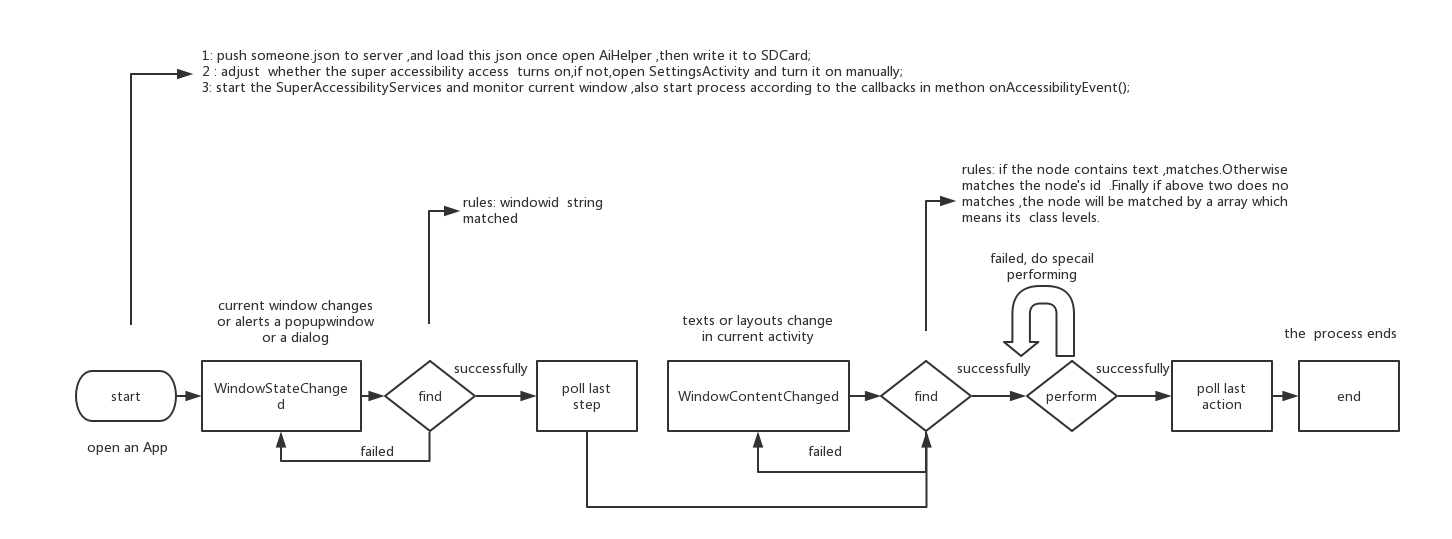 1: push someone.json to server ,and load this json once open AiHelper ,then write it to SDCard;
2 : adjust  whether the super accessibility access  turns on,if not,open SettingsActivity and turn it on manually;
3: start the SuperAccessibilityServices and monitor current window ,also start process according to the callbacks in methon onAccessibilityEvent();
rules: if the node contains text ,matches.Otherwise
matches the node's id  .Finally if above two does no
matches ,the node will be matched by a array which
means its  class levels.
rules: windowid  string
matched
failed, do specail
performing
current window changes
or alerts a popupwindow
or a dialog
texts or layouts change
in current activity
the  process ends
start
WindowStateChange
d
find
successfully
poll last
step
WindowContentChanged
find
successfully
perform
successfully
poll last
action
end
open an App
failed
failed